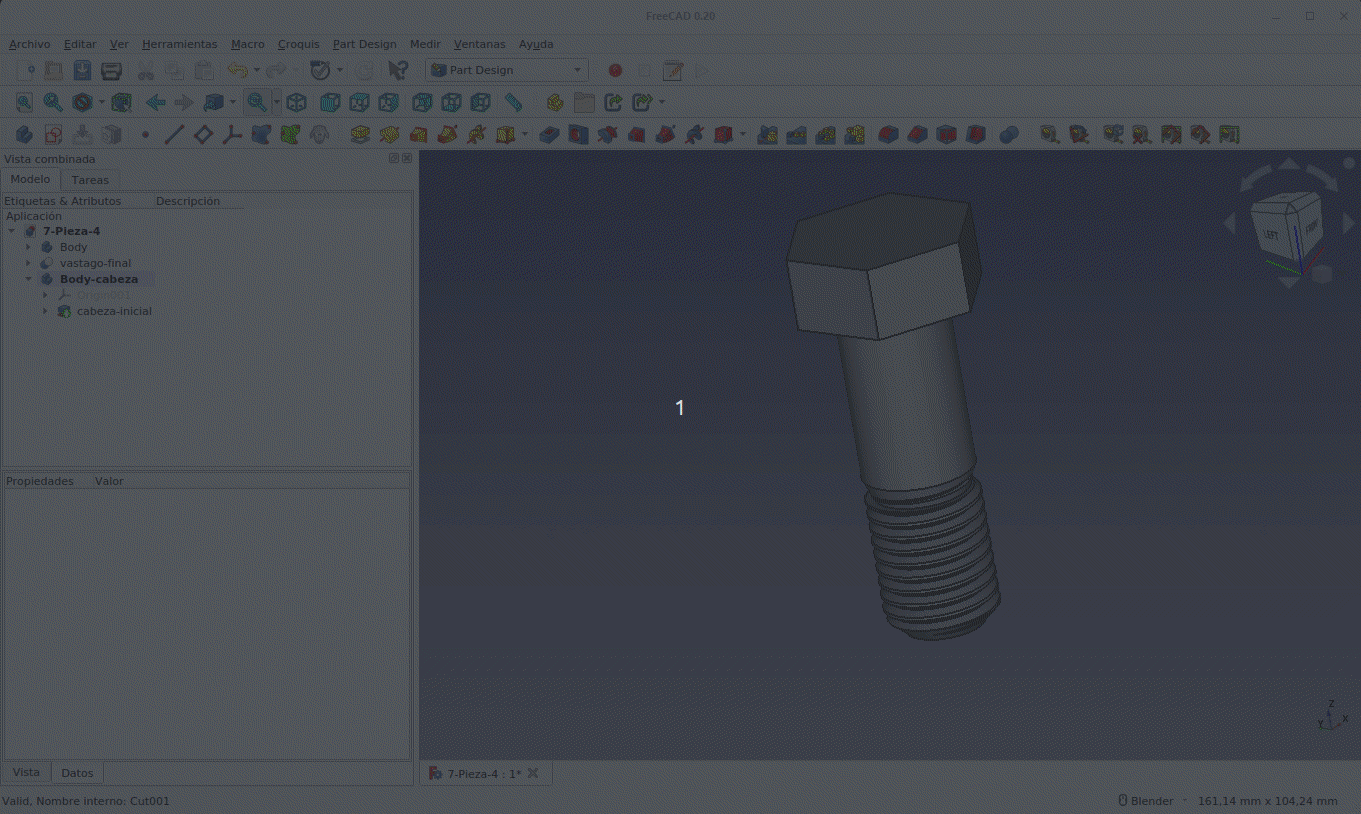 FreeCAD 0.20
Archivo Editar Ver Herramientas Macro Croquis Part Design Medir Ventanas Ayuda
Part Design
Vista combinada
Modelo Tareas
Etiquetas & Atributos Descripción
Aplicación
7-Pieza-4
Body
vastago-final
Body-cabeza
Origin001
cabeza-inicial
Propiedades Valor
Vista Datos
1
LEFT FRONT
Z
Y X
7-Pieza-4 : 1*
Valid, Nombre interno: Cut001
Blender 161,14 mm x 104,24 mm